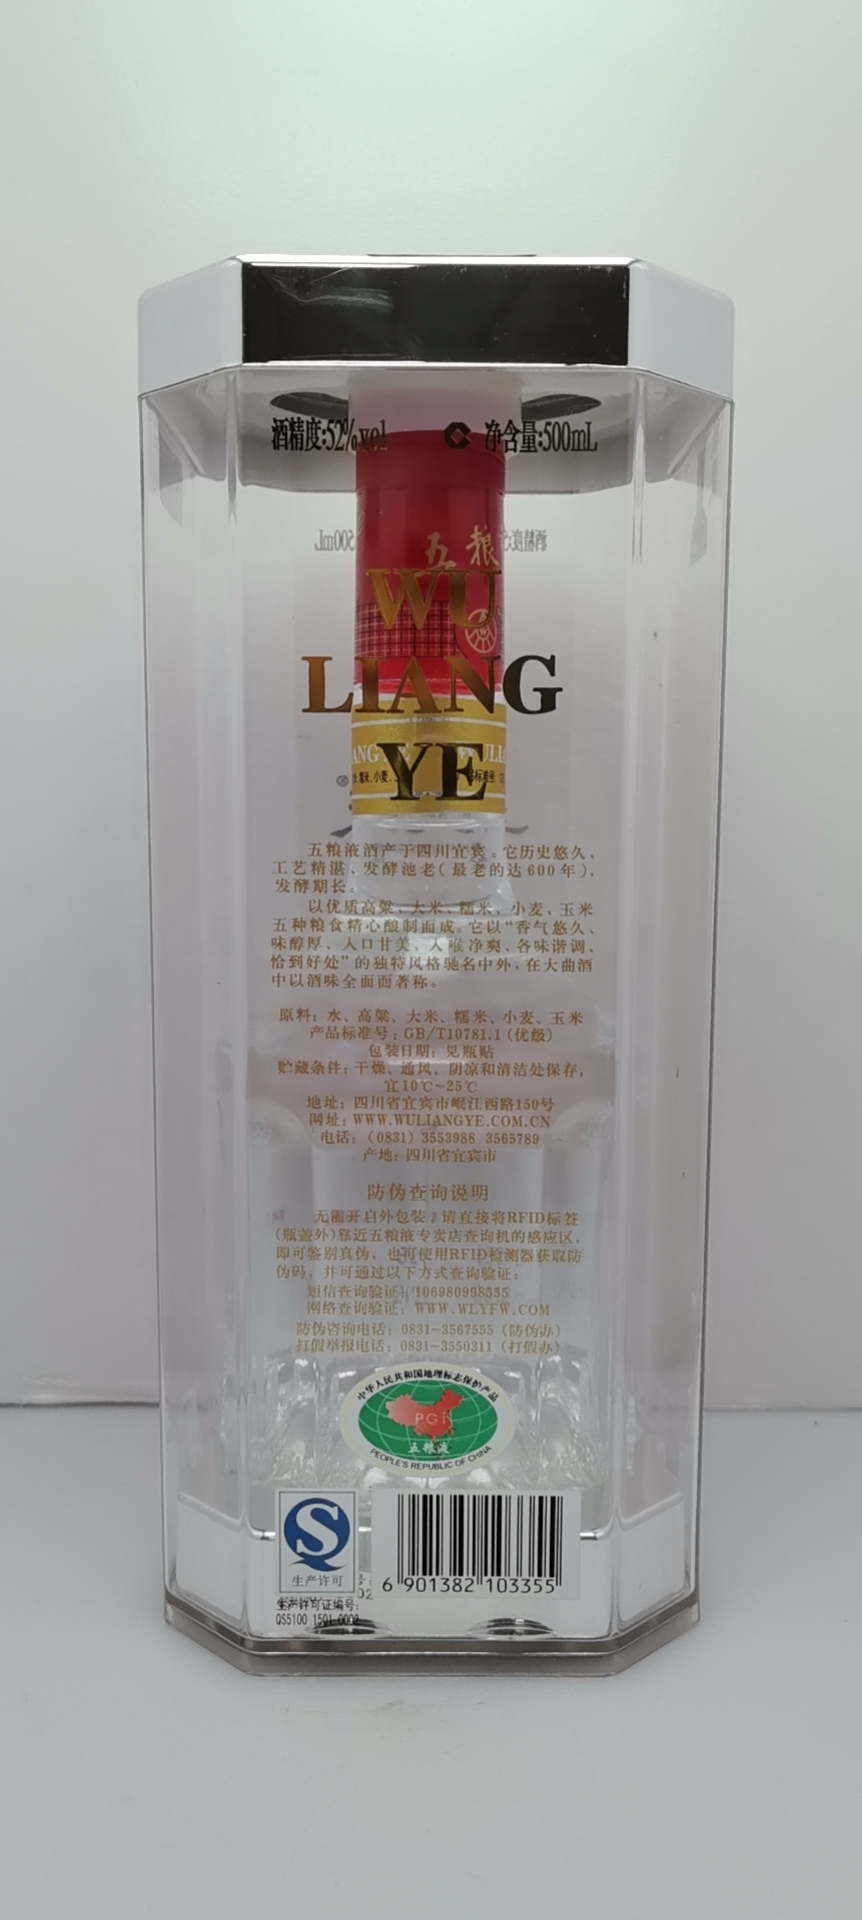 酒精度:52%vol 净含量:500mL
五 粮
WU
LIANG
YE
五粮液酒产于四川宜宾。它历史悠久、
工艺精湛、发酵池老(最老的达600年)、
发酵期长。
以优质高粱、大米、糯米、小麦、玉米
五种粮食精心酿制而成。它以“香气悠久、
味醇厚、入口甘美、入喉净爽、各味谐调、
恰到好处”的独特风格驰名中外,在大曲酒
中以酒味全面而著称。
原料:水、高粱、大米、糯米、小麦、玉米
产品标准号:GB/T10781.1(优级)
包装日期:见瓶贴
贮藏条件:干燥、通风、阴凉和清洁处保存,
宜10℃~25℃
地址:四川省宜宾市岷江西路150号
网址:WWW.WULIANGYE.COM.CN
电话:(0831) 3553988 3565789
产地:四川省宜宾市
防伪查询说明
无需开启外包装,请直接将RFID标签
(瓶盖外)靠近五粮液专卖店查询机的感应区,
即可鉴别真伪,也可使用RFID检测器获取防
伪码,并可通过以下方式查询验证:
短信查询验证:106980998555
网络查询验证:WWW.WLYFW.COM
防伪咨询电话:0831-3567555(防伪办)
打假举报电话:0831-3550311(打假办)
中华人民共和国地理标志保护产品
PGI
五粮液
PEOPLE'S REPUBLIC OF CHINA
生产许可
生产许可证编号:
QS5100 1501 0002
6 901382 103355